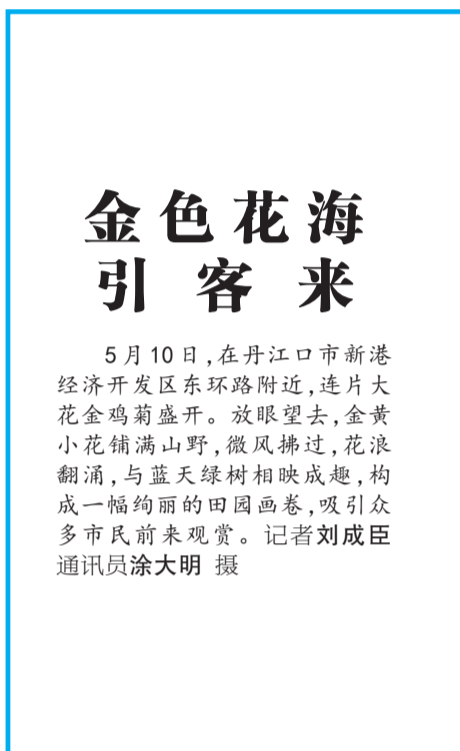 金色花海
引客来
5月10日,在丹江口市新港
经济开发区东环路附近,连片大
花金鸡菊盛开。放眼望去,金黄
小花铺满山野,微风拂过,花浪
翻涌,与蓝天绿树相映成趣,构
成一幅绚丽的田园画卷,吸引众
多市民前来观赏。记者刘成臣
通讯员涂大明 摄